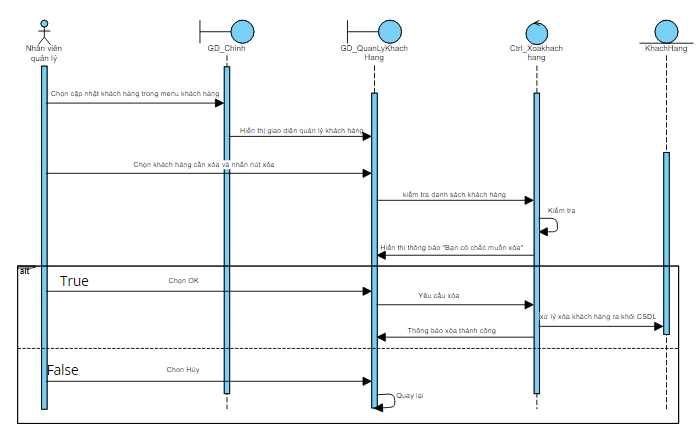 Nhân viên
quản lý
GD_Chinh
GD_QuanLyKhach
Hang
Ctrl_Xoakhach
hang
KhachHang
Chọn cập nhật khách hàng trong menu khách hàng
Hiển thị giao diện quản lý khách hàng
Chọn khách hàng cần xóa và nhấn nút xóa
kiểm tra danh sách khách hàng
Kiểm tra
Hiển thị thông báo "Bạn có chắc muốn xóa"
alt
True
Chọn OK
Yêu cầu xóa
xử lý xóa khách hàng ra khỏi CSDL
Thông báo xóa thành công
False
Chon Hủy
Quay lại